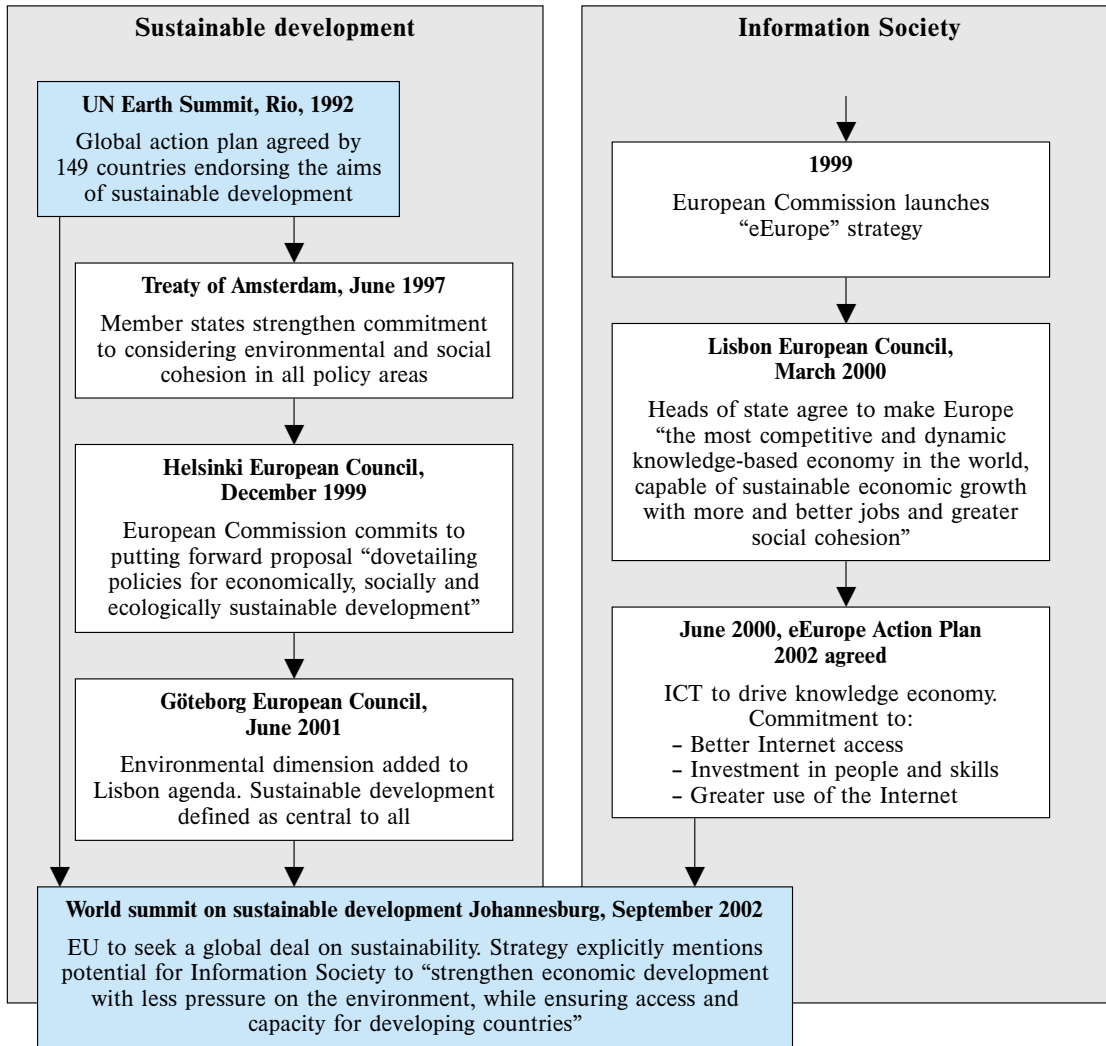 Sustainable development
UN Earth Summit, Rio, 1992
Global action plan agreed by
149 countries endorsing the aims
of sustainable development
Treaty of Amsterdam, June 1997
Member states strengthen commitment
to considering environmental and social
cohesion in all policy areas
Helsinki European Council,
December 1999
European Commission commits to
putting forward proposal “dovetailing
policies for economically, socially and
ecologically sustainable development”
Göteborg European Council,
June 2001
Environmental dimension added to
Lisbon agenda. Sustainable development
defined as central to all
Information Society
1999
European Commission launches
“eEurope” strategy
Lisbon European Council,
March 2000
Heads of state agree to make Europe
“the most competitive and dynamic
knowledge-based economy in the world,
capable of sustainable economic growth
with more and better jobs and greater
social cohesion”
June 2000, eEurope Action Plan
2002 agreed
ICT to drive knowledge economy.
Commitment to:
– Better Internet access
– Investment in people and skills
– Greater use of the Internet
World summit on sustainable development Johannesburg, September 2002
EU to seek a global deal on sustainability. Strategy explicitly mentions
potential for Information Society to “strengthen economic development
with less pressure on the environment, while ensuring access and
capacity for developing countries”